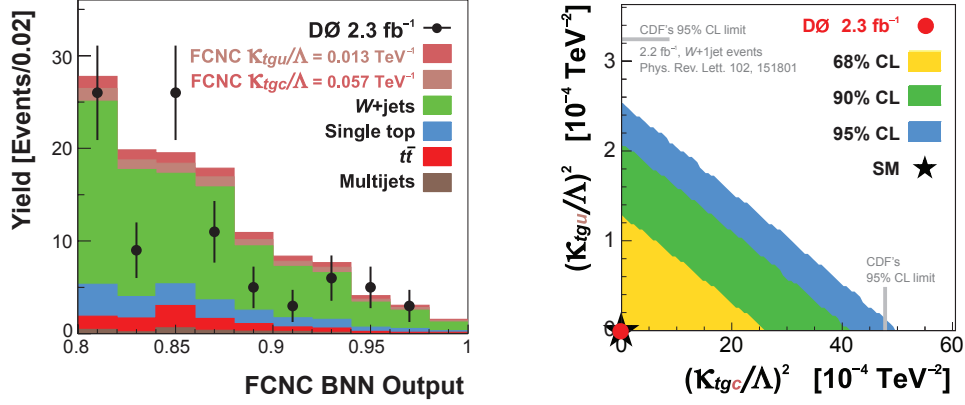 Yield [Events/0.02]
30
20
10
0
0.8 0.85 0.9 0.95 1
FCNC BNN Output
DØ 2.3 fb⁻¹
FCNC κtgu/Λ = 0.013 TeV⁻¹
FCNC κtgc/Λ = 0.057 TeV⁻¹
W+jets
Single top
tt̄
Multijets
(κtgu/Λ)² [10⁻⁴ TeV⁻²]
3
2
1
0
0 20 40 60
(κtgc/Λ)² [10⁻⁴ TeV⁻²]
CDF's 95% CL limit
2.2 fb⁻¹, W+1jet events
Phys. Rev. Lett. 102, 151801
DØ 2.3 fb⁻¹
68% CL
90% CL
95% CL
SM
CDF's
95% CL limit